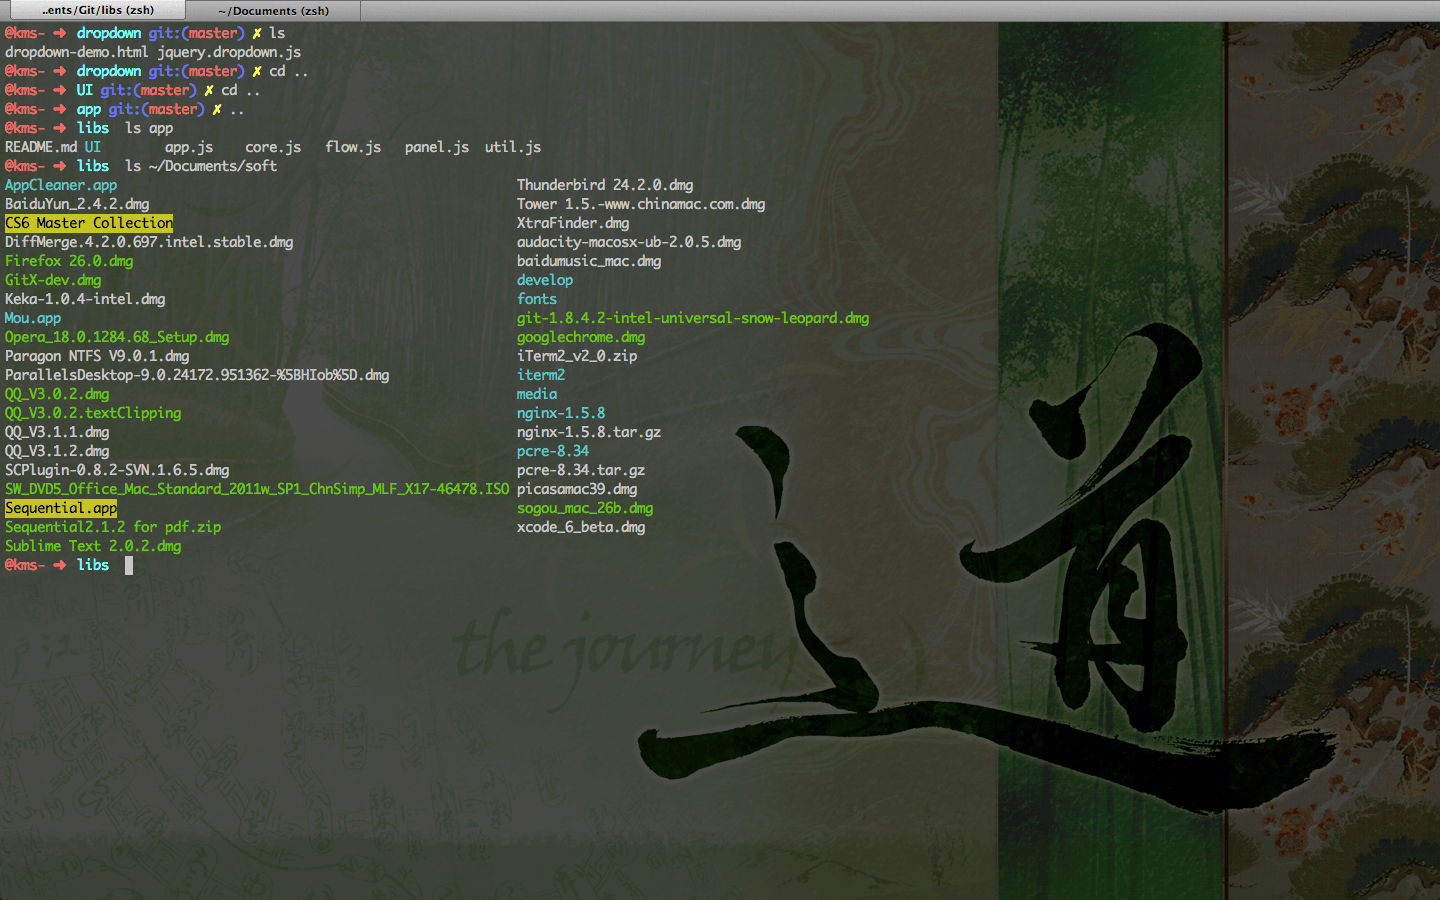 ..ents/Git/libs (zsh) ~/Documents (zsh)
@kms- ➜ dropdown git:(master) ✗ ls
dropdown-demo.html jquery.dropdown.js
@kms- ➜ dropdown git:(master) ✗ cd ..
@kms- ➜ UI git:(master) ✗ cd ..
@kms- ➜ app git:(master) ✗ ..
@kms- ➜ libs ls app
README.md UI app.js core.js flow.js panel.js util.js
@kms- ➜ libs ls ~/Documents/soft
AppCleaner.app Thunderbird 24.2.0.dmg
BaiduYun_2.4.2.dmg Tower 1.5.-www.chinamac.com.dmg
CS6 Master Collection XtraFinder.dmg
DiffMerge.4.2.0.697.intel.stable.dmg audacity-macosx-ub-2.0.5.dmg
Firefox 26.0.dmg baidumusic_mac.dmg
GitX-dev.dmg develop
Keka-1.0.4-intel.dmg fonts
Mou.app git-1.8.4.2-intel-universal-snow-leopard.dmg
Opera_18.0.1284.68_Setup.dmg googlechrome.dmg
Paragon NTFS V9.0.1.dmg iTerm2_v2_0.zip
ParallelsDesktop-9.0.24172.951362-%5BHIob%5D.dmg iterm2
QQ_V3.0.2.dmg media
QQ_V3.0.2.textClipping nginx-1.5.8
QQ_V3.1.1.dmg nginx-1.5.8.tar.gz
QQ_V3.1.2.dmg pcre-8.34
SCPlugin-0.8.2-SVN.1.6.5.dmg pcre-8.34.tar.gz
SW_DVD5_Office_Mac_Standard_2011w_SP1_ChnSimp_MLF_X17-46478.ISO picasamac39.dmg
Sequential.app sogou_mac_26b.dmg
Sequential2.1.2 for pdf.zip xcode_6_beta.dmg
Sublime Text 2.0.2.dmg
@kms- ➜ libs
the journey
道